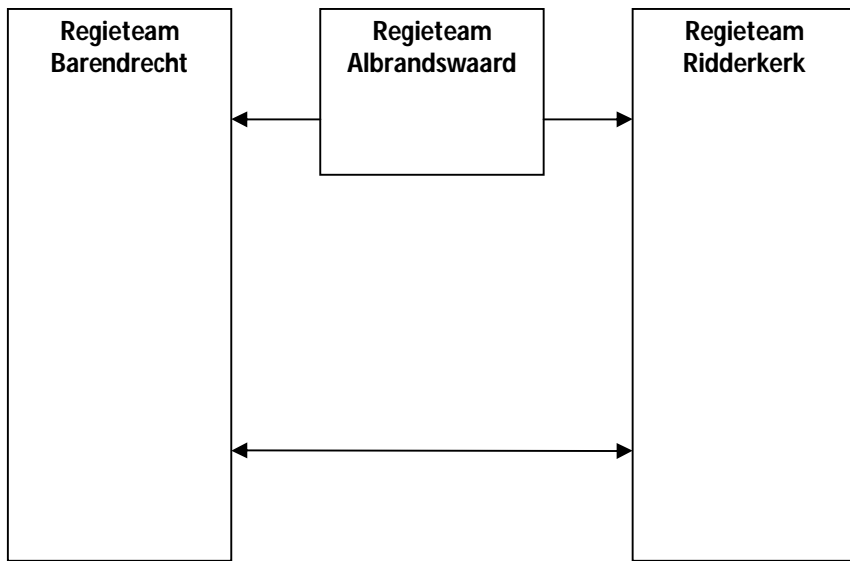 Regieteam
Barendrecht
Regieteam
Albrandswaard
Regieteam
Ridderkerk